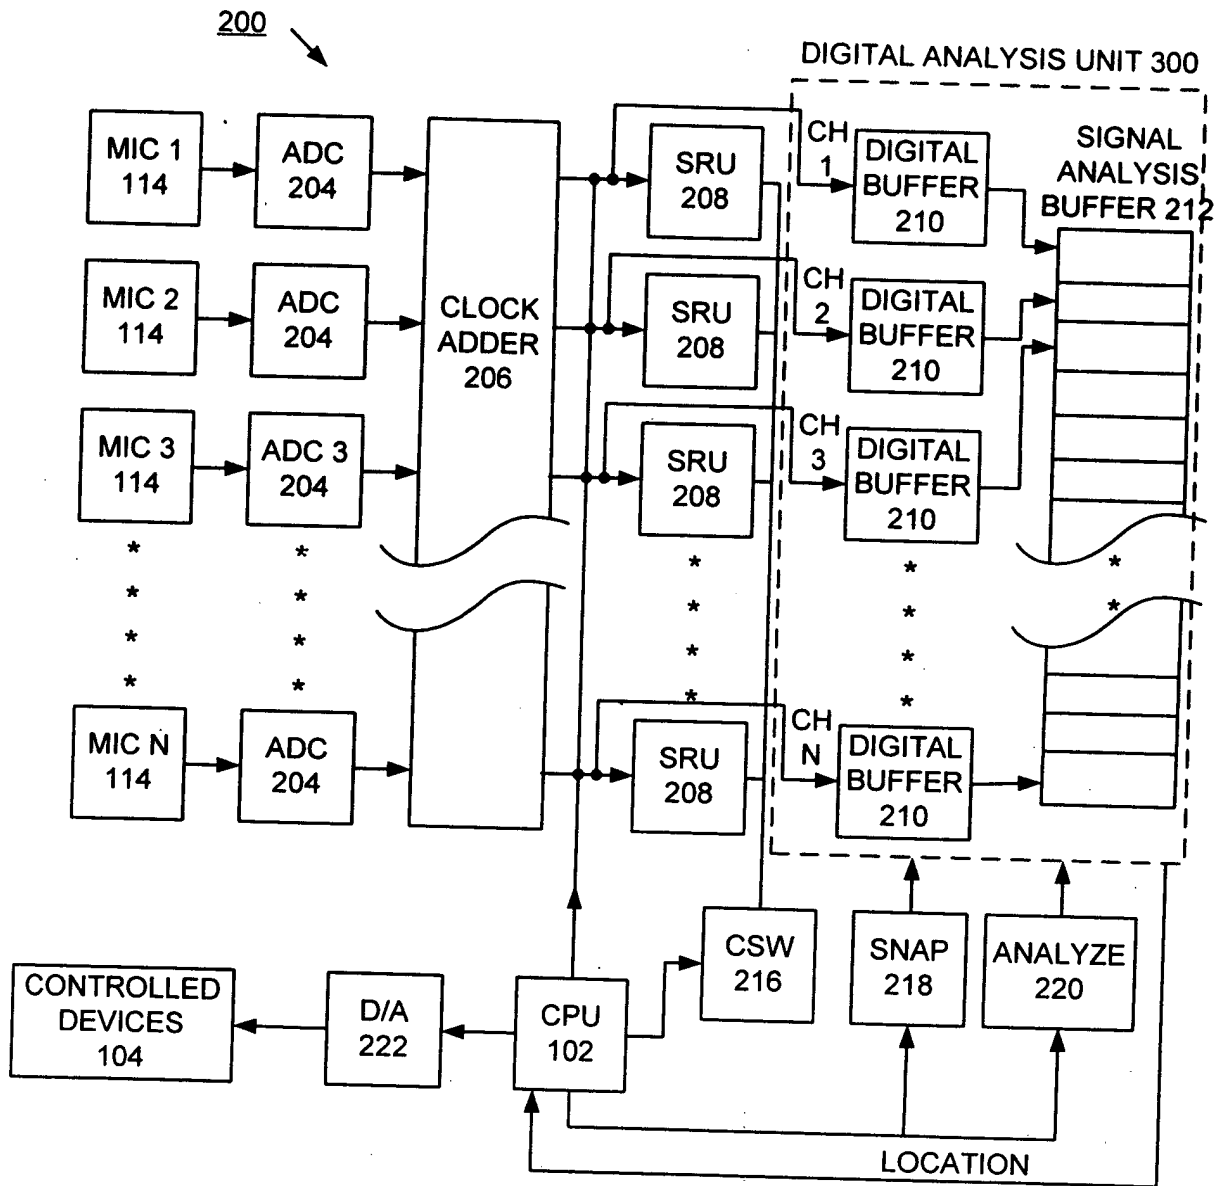 200
DIGITAL ANALYSIS UNIT 300
MIC 1
114
ADC
204
SRU
208
CH
1
DIGITAL
BUFFER
210
SIGNAL
ANALYSIS
BUFFER 212
MIC 2
114
ADC
204
CLOCK
ADDER
206
SRU
208
CH
2
DIGITAL
BUFFER
210
MIC 3
114
ADC 3
204
SRU
208
CH
3
DIGITAL
BUFFER
210
* * * * *
* * * *
* * * *
* * * *
MIC N
114
ADC
204
SRU
208
CH
N
DIGITAL
BUFFER
210
CONTROLLED
DEVICES
104
D/A
222
CPU
102
CSW
216
SNAP
218
ANALYZE
220
LOCATION